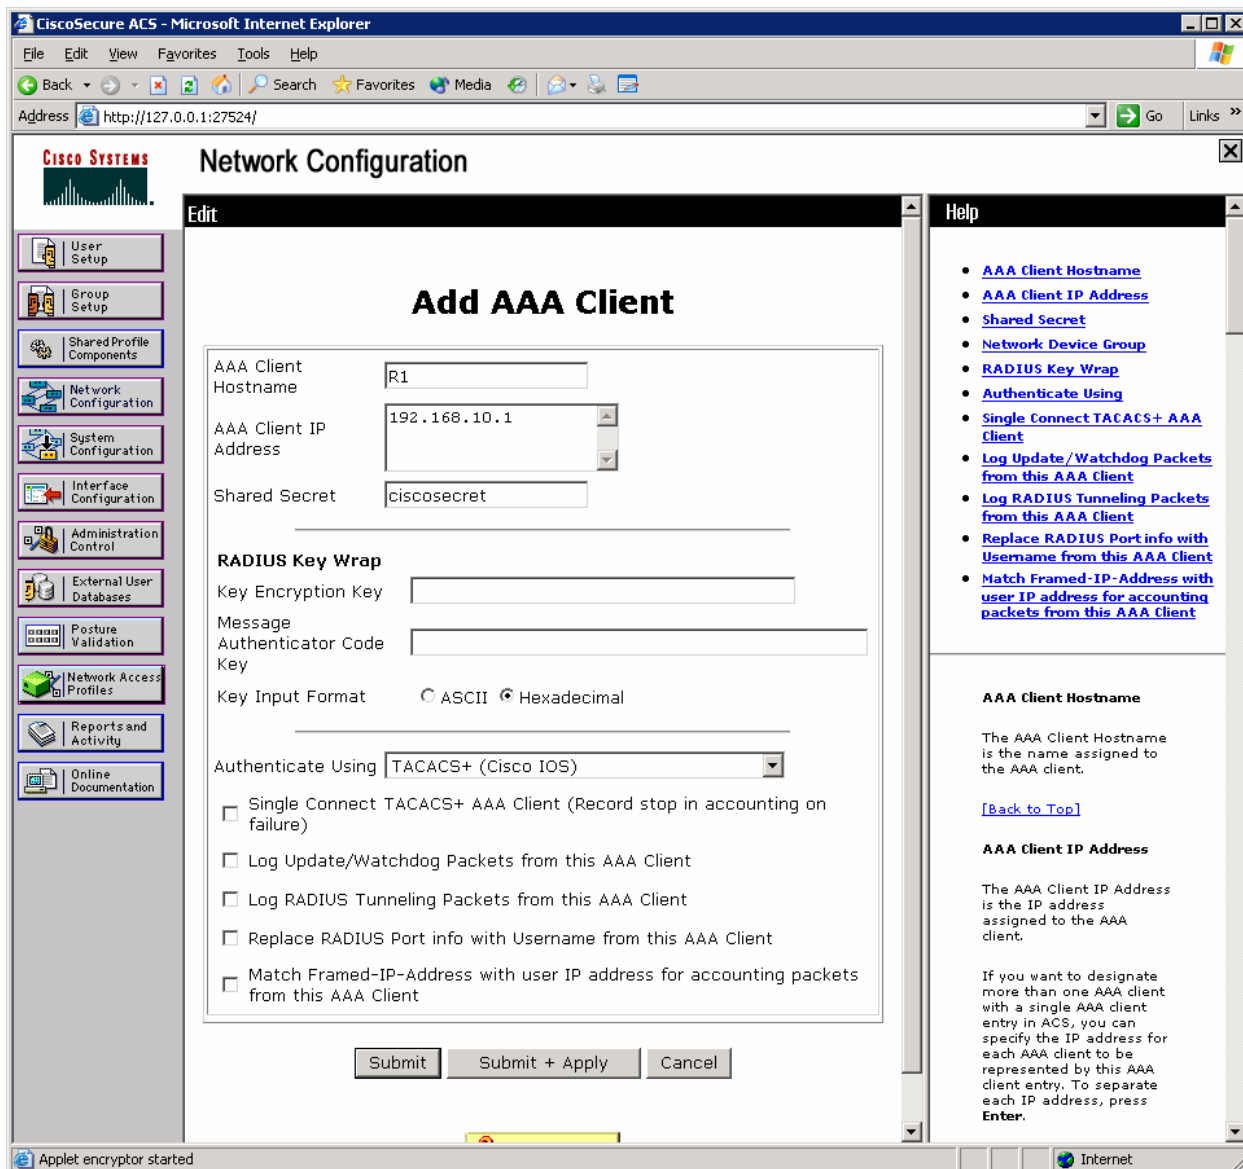 CiscoSecure ACS - Microsoft Internet Explorer
File Edit View Favorites Tools Help
Back Search Favorites Media
Address http://127.0.0.1:27524/ Go Links »
CISCO SYSTEMS
Network Configuration
User
Setup
Group
Setup
Shared Profile
Components
Network
Configuration
System
Configuration
Interface
Configuration
Administration
Control
External User
Databases
Posture
Validation
Network Access
Profiles
Reports and
Activity
Online
Documentation
Edit
Add AAA Client
AAA Client
Hostname
R1
AAA Client IP
Address
192.168.10.1
Shared Secret ciscosecret
RADIUS Key Wrap
Key Encryption Key
Message
Authenticator Code
Key
Key Input Format ASCII Hexadecimal
Authenticate Using TACACS+ (Cisco IOS)
Single Connect TACACS+ AAA Client (Record stop in accounting on
failure)
Log Update/Watchdog Packets from this AAA Client
Log RADIUS Tunneling Packets from this AAA Client
Replace RADIUS Port info with Username from this AAA Client
Match Framed-IP-Address with user IP address for accounting packets
from this AAA Client
Submit Submit + Apply Cancel
Help
AAA Client Hostname
AAA Client IP Address
Shared Secret
Network Device Group
RADIUS Key Wrap
Authenticate Using
Single Connect TACACS+ AAA
Client
Log Update/Watchdog Packets
from this AAA Client
Log RADIUS Tunneling Packets
from this AAA Client
Replace RADIUS Port info with
Username from this AAA Client
Match Framed-IP-Address with
user IP address for accounting
packets from this AAA Client
AAA Client Hostname
The AAA Client Hostname
is the name assigned to
the AAA client.
[Back to Top]
AAA Client IP Address
The AAA Client IP Address
is the IP address
assigned to the AAA
client.
If you want to designate
more than one AAA client
with a single AAA client
entry in ACS, you can
specify the IP address for
each AAA client to be
represented by this AAA
client entry. To separate
each IP address, press
Enter.
Applet encryptor started
Internet